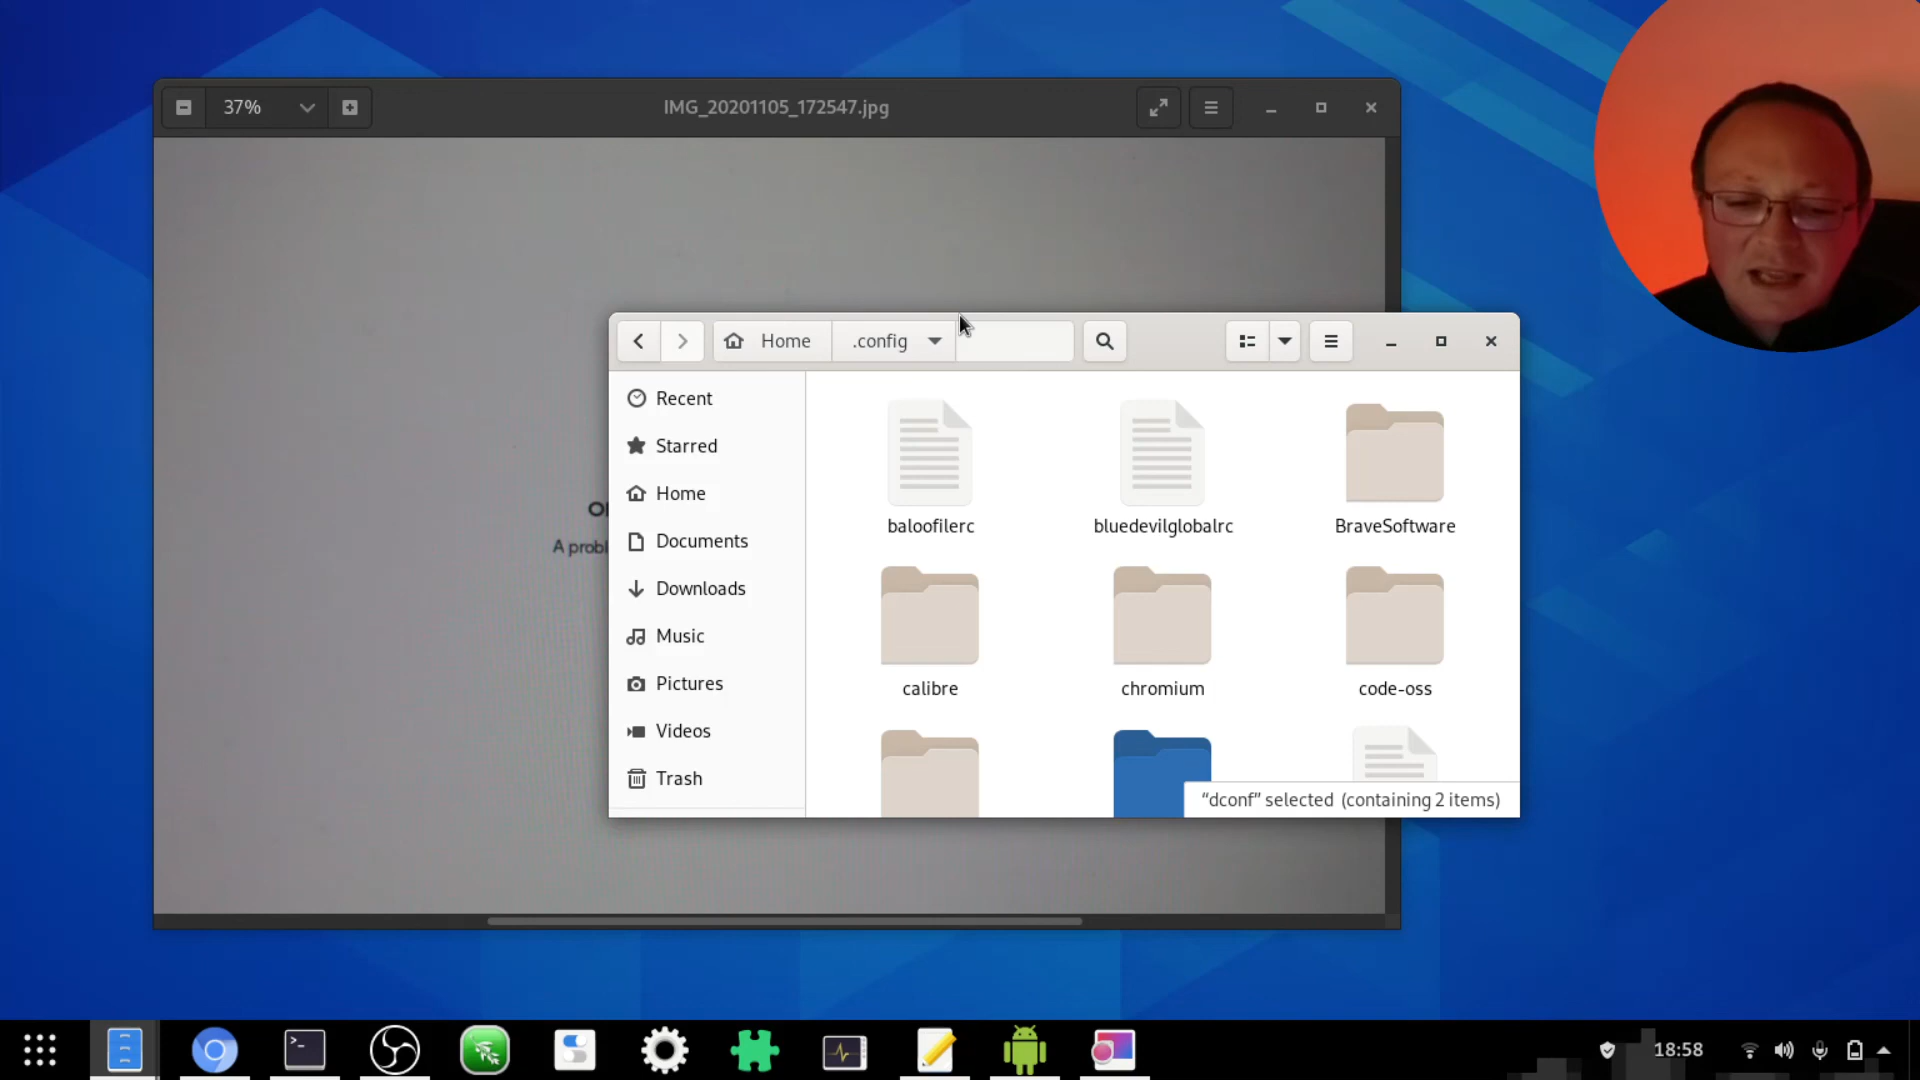 37%
IMG_20201105_172547.jpg
A probl
Home
.config
Recent
Starred
Home
Documents
Downloads
Music
Pictures
Videos
Trash
baloofilerc
bluedevilglobalrc
BraveSoftware
calibre
chromium
code-oss
“dconf” selected (containing 2 items)
18:58